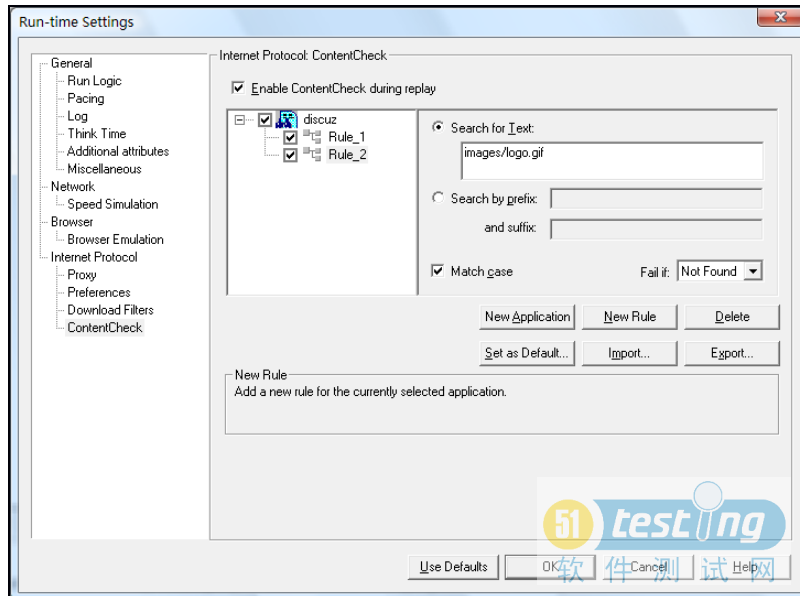 Run-time Settings
General
Run Logic
Pacing
Log
Think Time
Additional attributes
Miscellaneous
Network
Speed Simulation
Browser
Browser Emulation
Internet Protocol
Proxy
Preferences
Download Filters
ContentCheck
Internet Protocol: ContentCheck
Enable ContentCheck during replay
discuz
Rule_1
Rule_2
Search for Text:
images/logo.gif
Search by prefix:
and suffix:
Match case
Fail if: Not Found
New Application New Rule Delete
Set as Default... Import... Export...
New Rule
Add a new rule for the currently selected application.
51 testing
软件测试网
Use Defaults OK Cancel Help